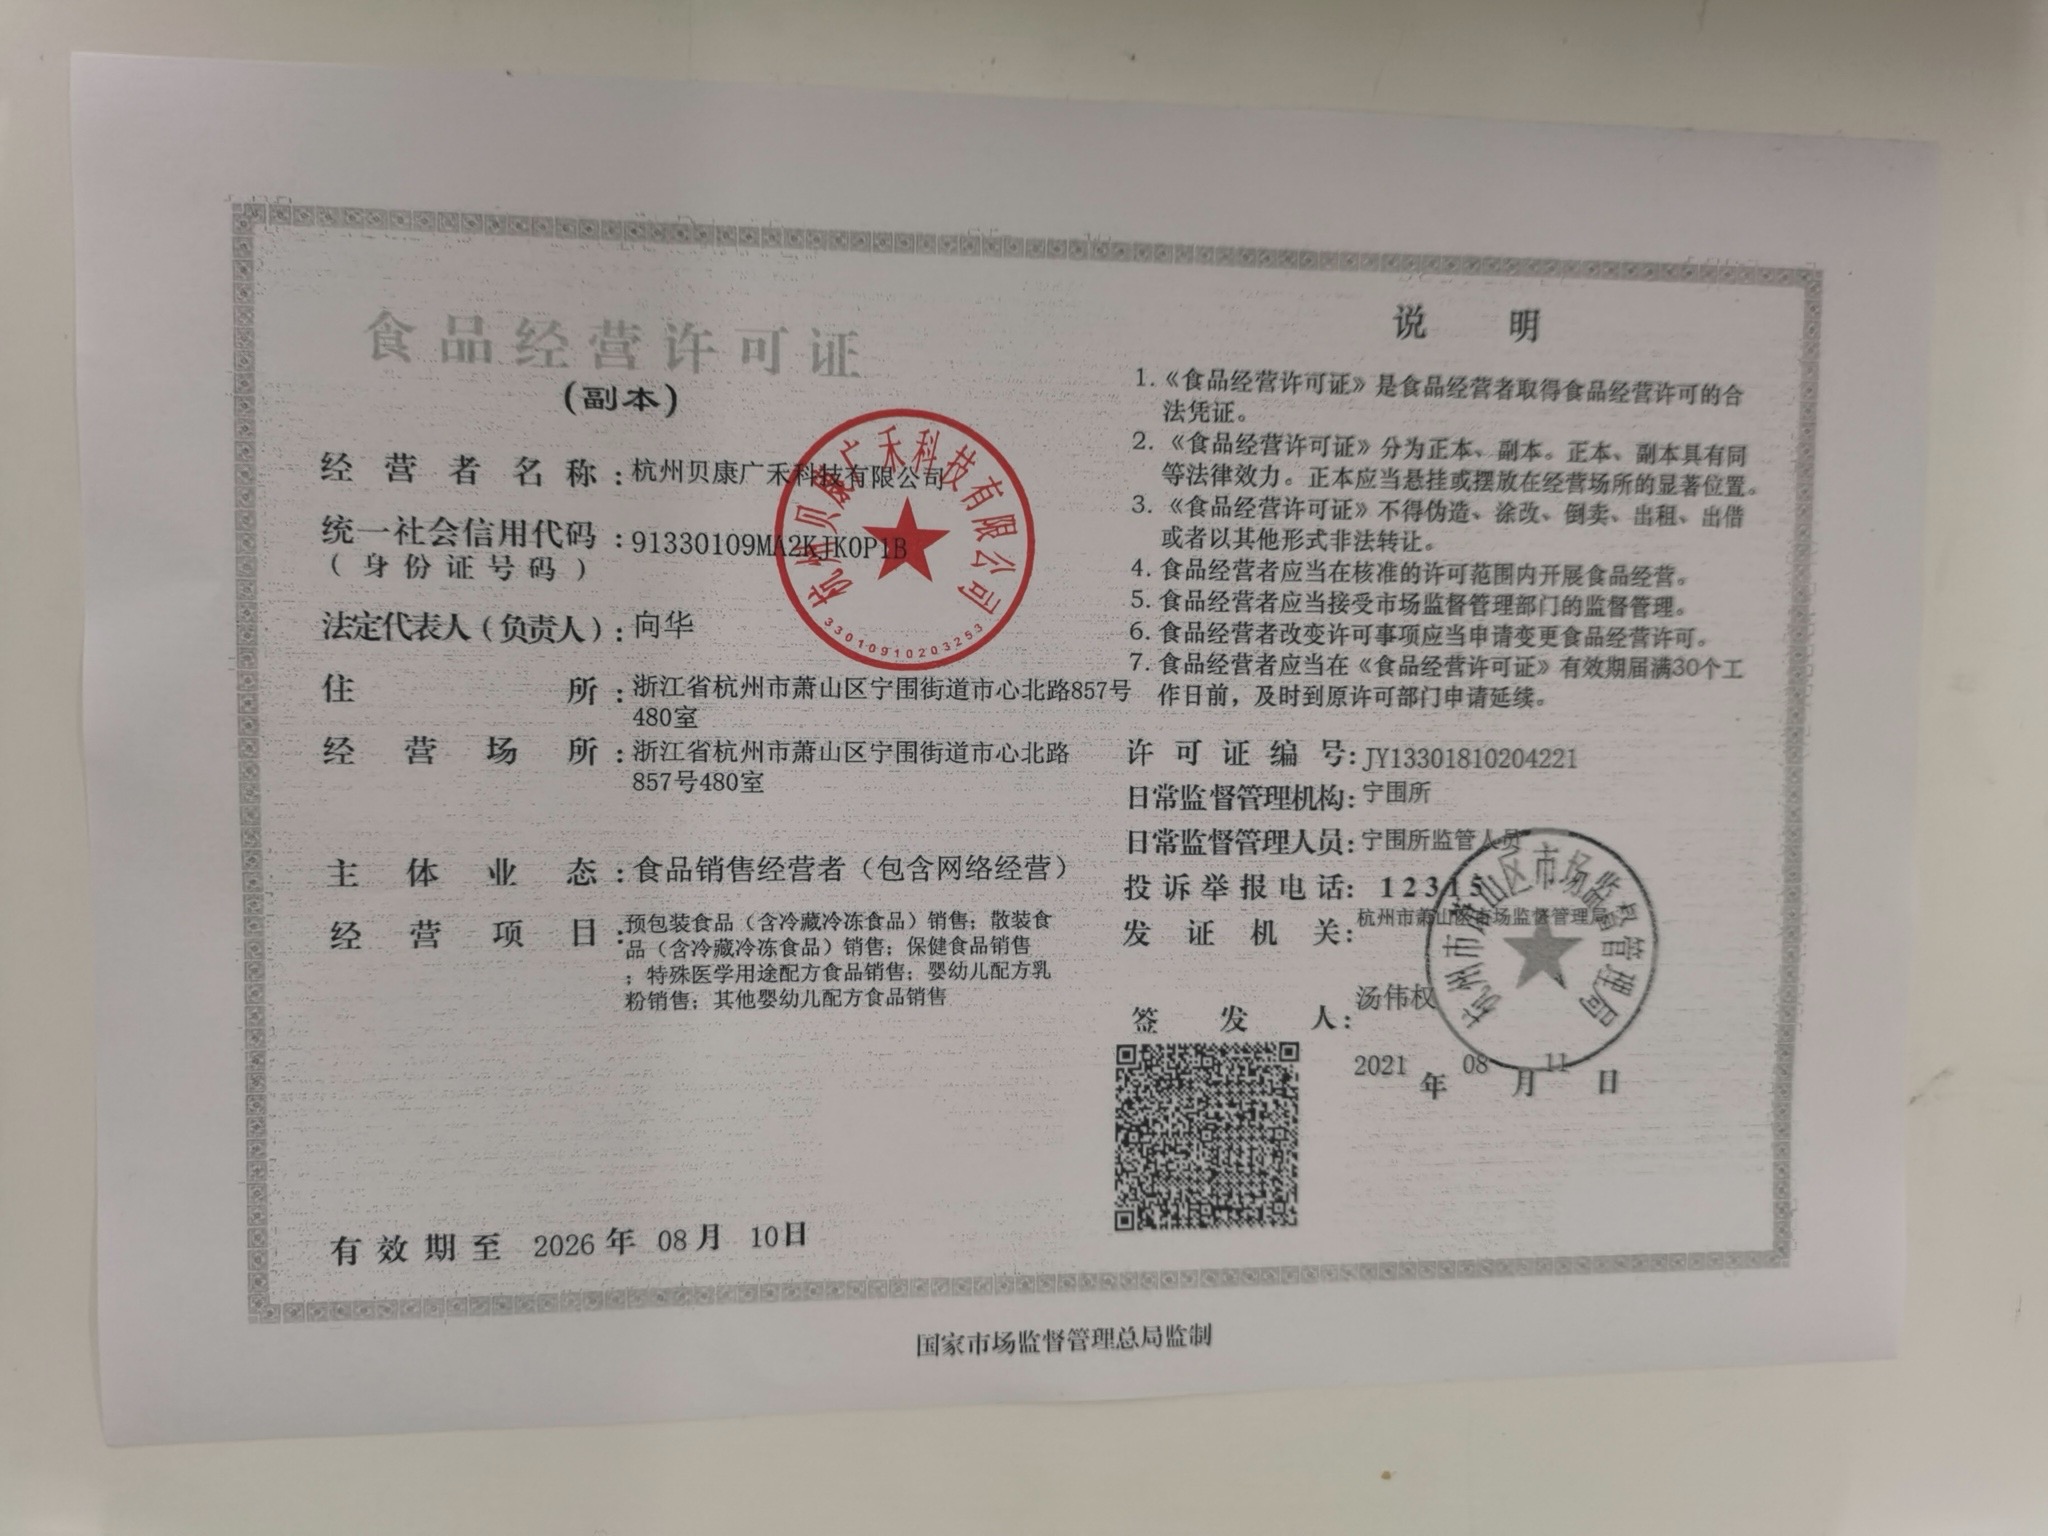 食品经营许可证
(副本)
经营者名称:杭州贝康广禾科技有限公司
统一社会信用代码:91330109MA2KJK0P1B
(身份证号码)
法定代表人(负责人):向华
住所:浙江省杭州市萧山区宁围街道市心北路857号
480室
经营场所:浙江省杭州市萧山区宁围街道市心北路
857号480室
主体业态:食品销售经营者（包含网络经营）
经营项目:预包装食品（含冷藏冷冻食品）销售；散装食
品（含冷藏冷冻食品）销售；保健食品销售
；特殊医学用途配方食品销售；婴幼儿配方乳
粉销售；其他婴幼儿配方食品销售
有效期至 2026年 08月 10日
杭州贝康广禾科技有限公司
33010910203253
说明
1.《食品经营许可证》是食品经营者取得食品经营许可的合
法凭证。
2.《食品经营许可证》分为正本、副本。正本、副本具有同
等法律效力。正本应当悬挂或摆放在经营场所的显著位置。
3.《食品经营许可证》不得伪造、涂改、倒卖、出租、出借
或者以其他形式非法转让。
4.食品经营者应当在核准的许可范围内开展食品经营。
5.食品经营者应当接受市场监督管理部门的监督管理。
6.食品经营者改变许可事项应当申请变更食品经营许可。
7.食品经营者应当在《食品经营许可证》有效期届满30个工
作日前，及时到原许可部门申请延续。
许可证编号:JY13301810204221
日常监督管理机构:宁围所
日常监督管理人员:宁围所监管人员
投诉举报电话: 12315
发证机关:杭州市萧山区市场监督管理局
签发人:汤伟权
2021年 08月 11日
杭州市萧山区市场监督管理局
国家市场监督管理总局监制